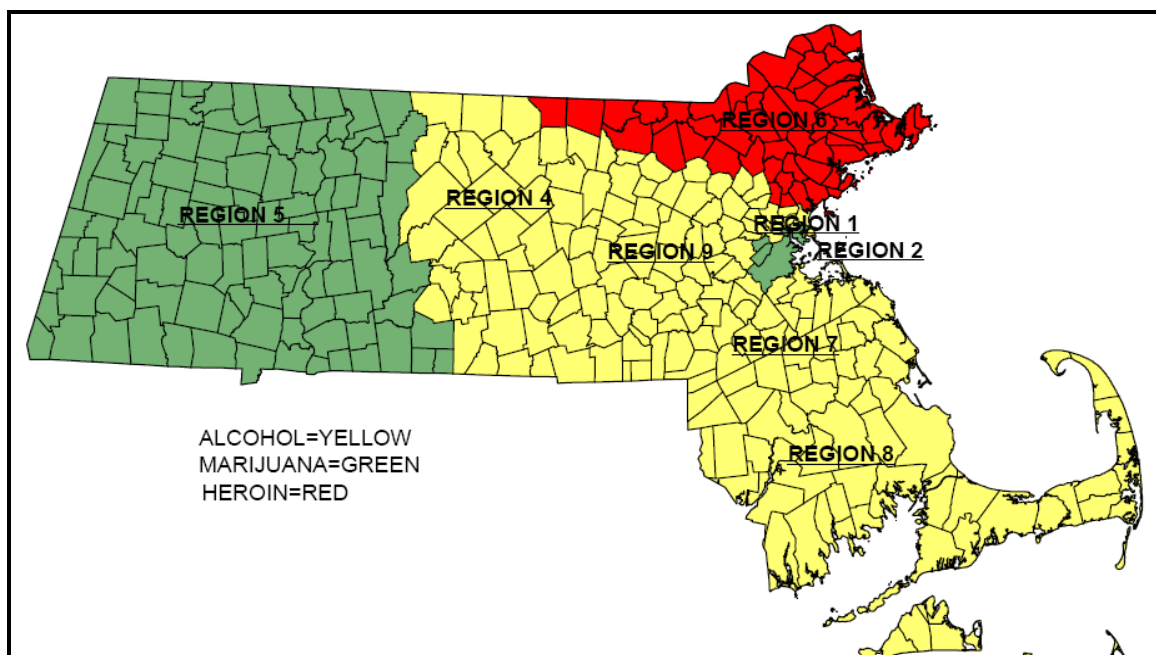 REGION 6
REGION 4
REGION 5
REGION 1
REGION 9
REGION 2
REGION 7
ALCOHOL=YELLOW
MARIJUANA=GREEN
HEROIN=RED
REGION 8